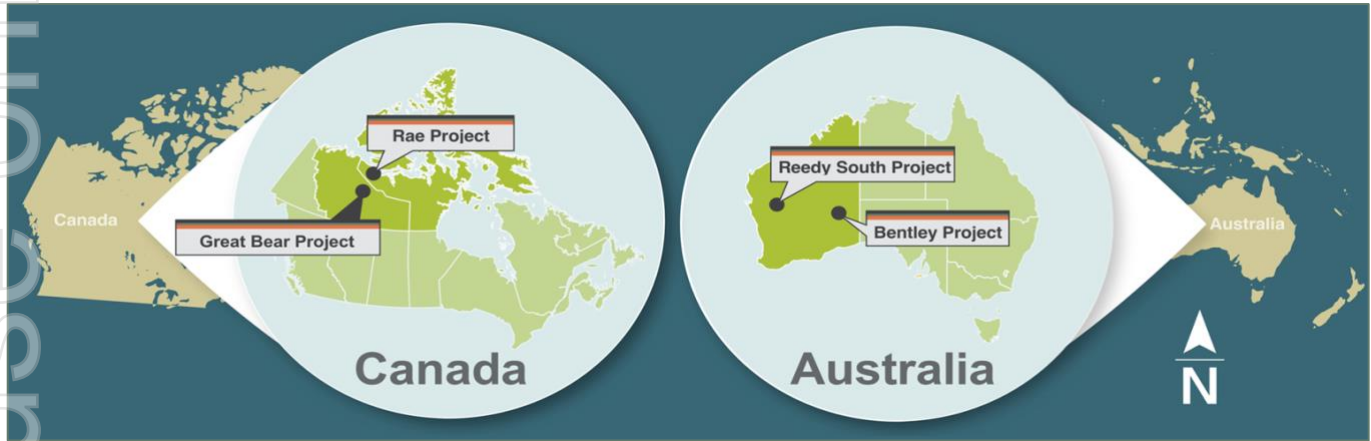 Canada
Rae Project
Great Bear Project
Canada
Reedy South Project
Bentley Project
Australia
Australia
N